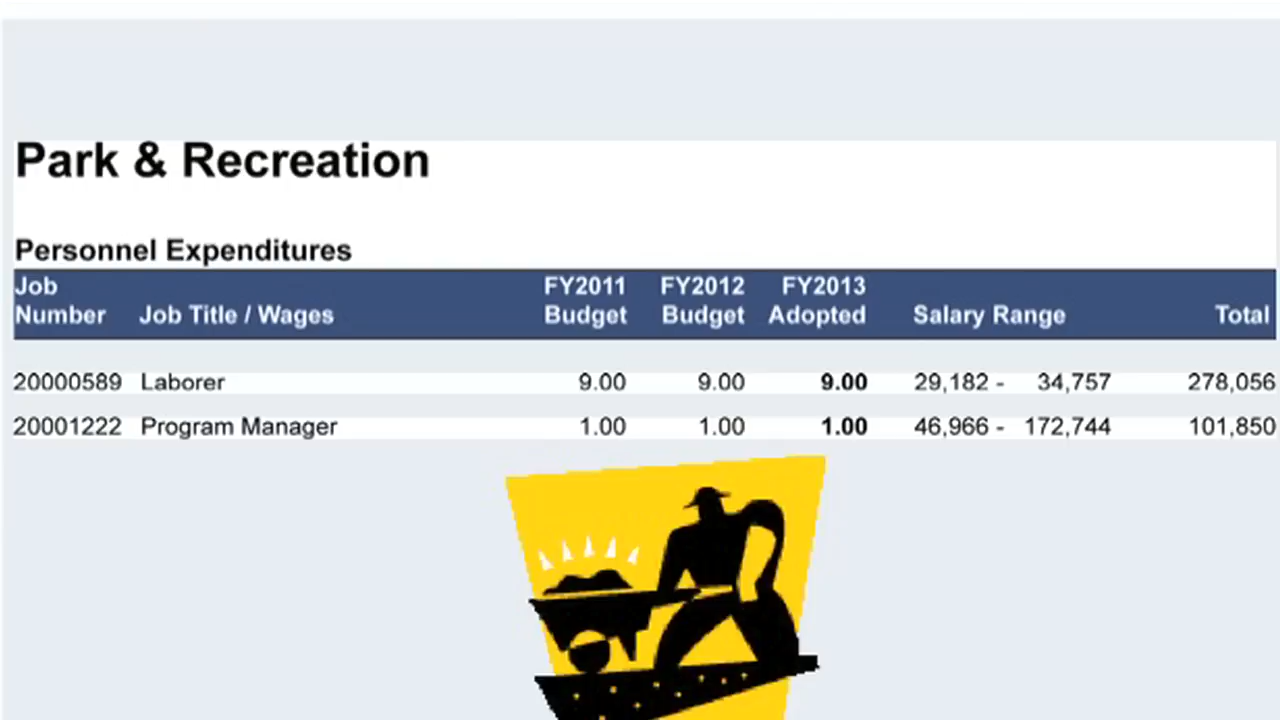 Park & Recreation
Personnel Expenditures
Job FY2011 FY2012 FY2013
Number Job Title / Wages Budget Budget Adopted Salary Range Total
20000589 Laborer 9.00 9.00 9.00 29,182 - 34,757 278,056
20001222 Program Manager 1.00 1.00 1.00 46,966 - 172,744 101,850